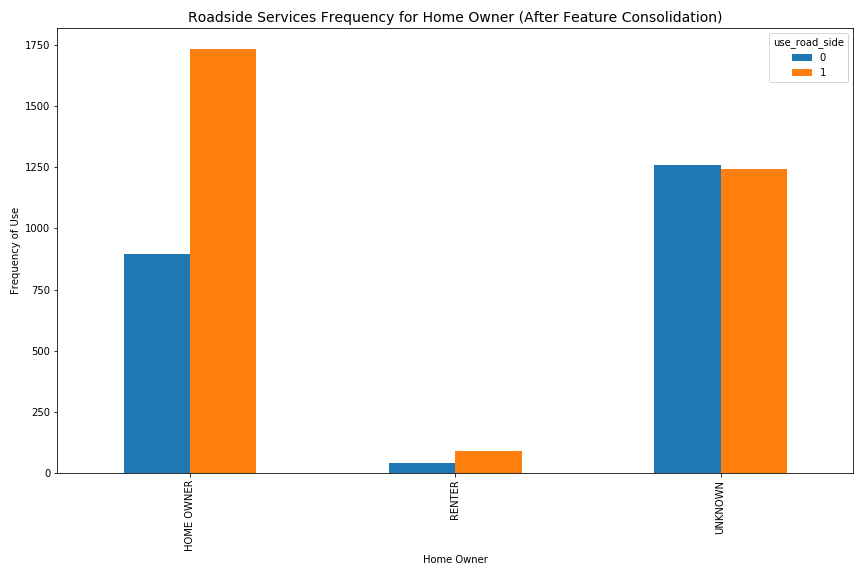 Roadside Services Frequency for Home Owner (After Feature Consolidation)
use_road_side
0
1
Frequency of Use
1750
1500
1250
1000
750
500
250
0
HOME OWNER
RENTER
UNKNOWN
Home Owner